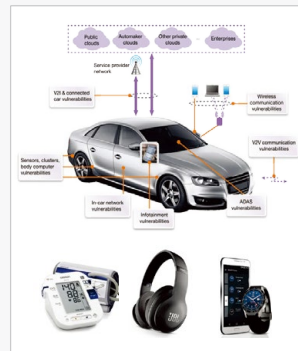 Public
clouds
Automaker
clouds
Other private
clouds
Enterprises
Service provider
network
V2I & connected
car vulnerabilities
Wireless
communication
vulnerabilities
V2V communication
vulnerabilities
Sensors, clusters,
body computer
vulnerabilities
In-car network
vulnerabilities
Infotainment
vulnerabilities
ADAS
vulnerabilities
JBL